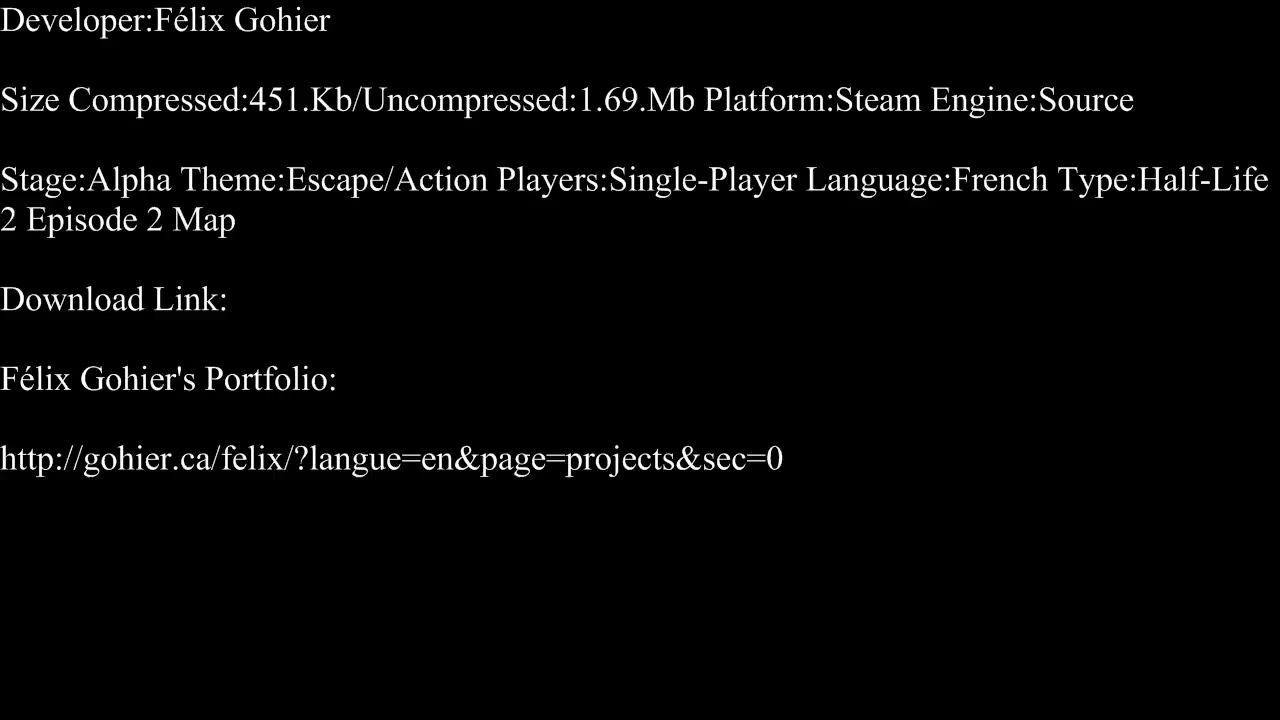 Developer:Félix Gohier
Size Compressed:451.Kb/Uncompressed:1.69.Mb Platform:Steam Engine:Source
Stage:Alpha Theme:Escape/Action Players:Single-Player Language:French Type:Half-Life
2 Episode 2 Map
Download Link:
Félix Gohier's Portfolio:
http://gohier.ca/felix/?langue=en&page=projects&sec=0